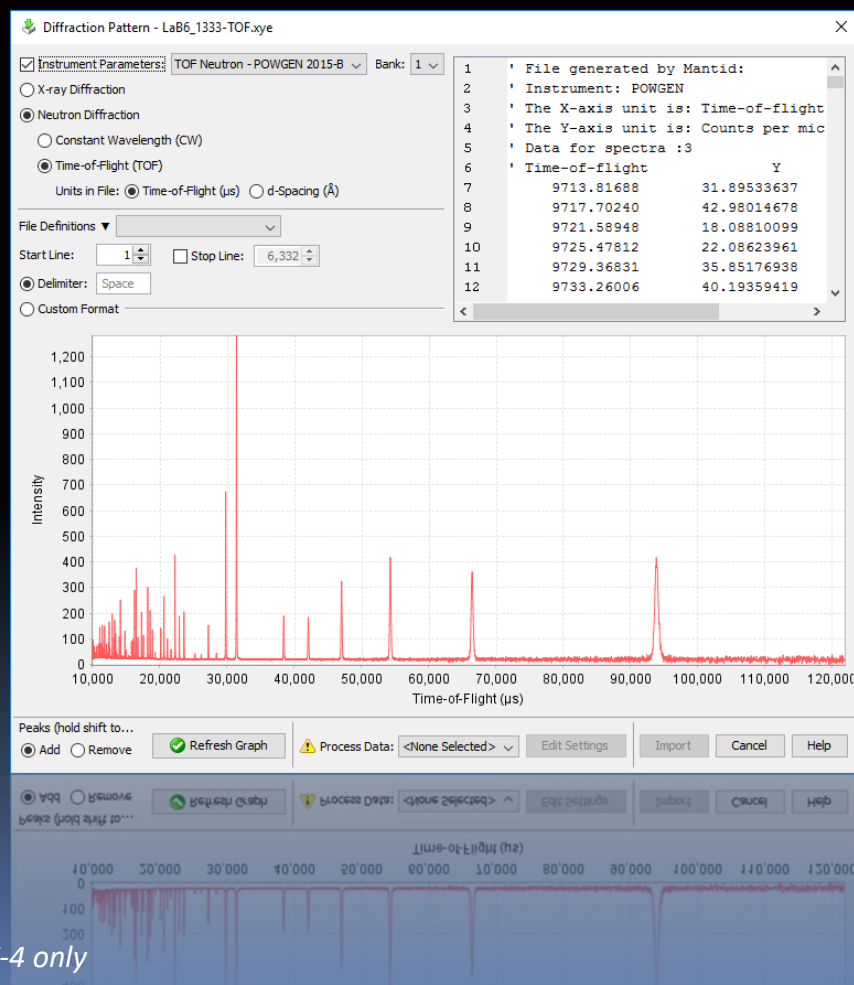 Diffraction Pattern - LaB6_1333-TOF.xye
Instrument Parameters: TOF Neutron - POWGEN 2015-B Bank: 1
X-ray Diffraction
Neutron Diffraction
Constant Wavelength (CW)
Time-of-Flight (TOF)
Units in File: Time-of-Flight (µs) d-Spacing (Å)
File Definitions ▼
Start Line: 1 Stop Line: 6,332
Delimiter: Space
Custom Format
1 ' File generated by Mantid:
2 ' Instrument: POWGEN
3 ' The X-axis unit is: Time-of-flight
4 ' The Y-axis unit is: Counts per mic
5 ' Data for spectra :3
6 ' Time-of-flight Y
7 9713.81688 31.89533637
8 9717.70240 42.98014678
9 9721.58948 18.08810099
10 9725.47812 22.08623961
11 9729.36831 35.85176938
12 9733.26006 40.19359419
1,200
1,100
1,000
900
800
700
600
500
400
300
200
100
0
Intensity
10,000 20,000 30,000 40,000 50,000 60,000 70,000 80,000 90,000 100,000 110,000 120,000
Time-of-Flight (µs)
Peaks (hold shift to...
Add Remove Refresh Graph Process Data: <None Selected> Edit Settings Import Cancel Help
-4 only